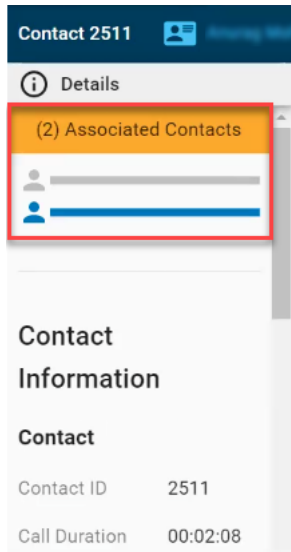 Contact 2511
Details
(2) Associated Contacts
Contact
Information
Contact
Contact ID 2511
Call Duration 00:02:08